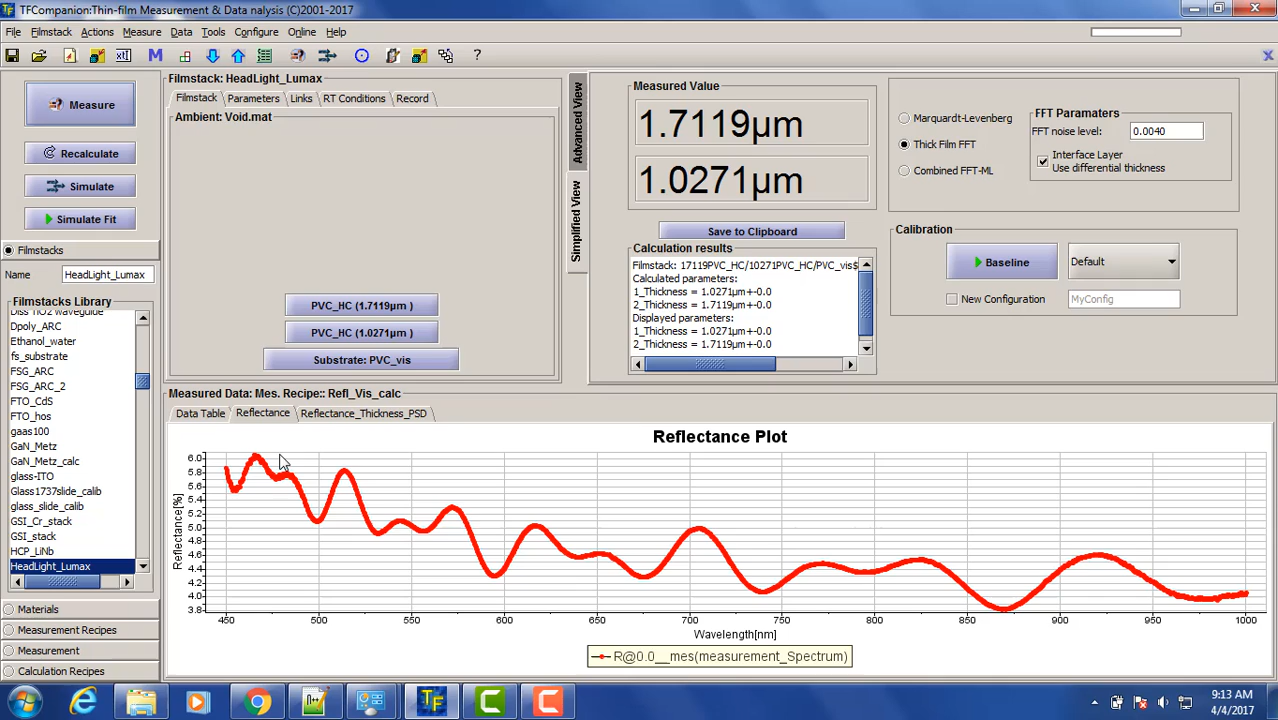 TFCompanion:Thin-film Measurement & Data nalysis (C)2001-2017
File Filmstack Actions Measure Data Tools Configure Online Help
Measure
Recalculate
Simulate
Simulate Fit
Filmstacks
Name HeadLight_Lumax
Filmstacks Library
Diss TiO2 waveguide
Dpoly_ARC
Ethanol_water
fs_substrate
FSG_ARC
FSG_ARC_2
FTO_CdS
FTO_hos
gaas100
GaN_Metz
GaN_Metz_calc
glass-ITO
Glass1737slide_calib
glass_slide_calib
GSI_Cr_stack
GSI_stack
HCP_LiNb
HeadLight_Lumax
Materials
Measurement Recipes
Measurement
Calculation Recipes
Filmstack: HeadLight_Lumax
Filmstack Parameters Links RT Conditions Record
Ambient: Void.mat
PVC_HC (1.7119µm )
PVC_HC (1.0271µm )
Substrate: PVC_vis
Advanced View
Simplified View
Measured Value
1.7119µm
1.0271µm
Save to Clipboard
Calculation results
Filmstack: 17119PVC_HC/10271PVC_HC/PVC_vis$
Calculated parameters:
1_Thickness = 1.0271µm+-0.0
2_Thickness = 1.7119µm+-0.0
Displayed parameters:
1_Thickness = 1.0271µm+-0.0
2_Thickness = 1.7119µm+-0.0
Marquardt-Levenberg
Thick Film FFT
Combined FFT-ML
FFT Paramaters
FFT noise level: 0.0040
Interface Layer
Use differential thickness
Calibration
Baseline Default
New Configuration MyConfig
Measured Data: Mes. Recipe:: Refl_Vis_calc
Data Table Reflectance Reflectance_Thickness_PSD
Reflectance Plot
Reflectance[%]
6.0
5.8
5.6
5.4
5.2
5.0
4.8
4.6
4.4
4.2
4.0
3.8
450 500 550 600 650 700 750 800 850 900 950 1000
Wavelength[nm]
R@0.0__mes(measurement_Spectrum)
9:13 AM
4/4/2017